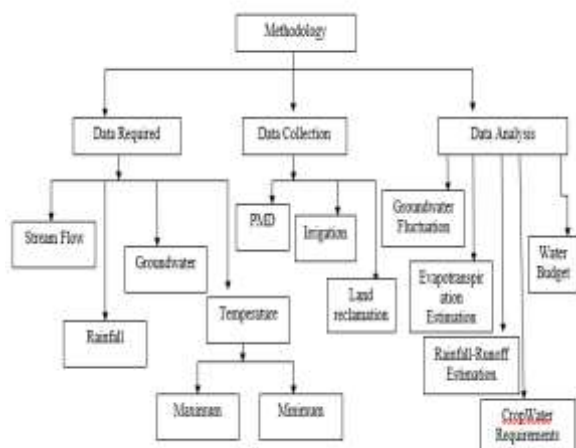 Methodology
Data Required
Data Collection
Data Analysis
Stream Flow
Rainfall
Groundwater
Temperature
Maximum
Minimum
PMD
Irrigation
Land
reclamation
Groundwater
Fluctuation
Evapotranspir
ation
Estimation
Rainfall-Runoff
Estimation
CropWater
Requirements
Water
Budget